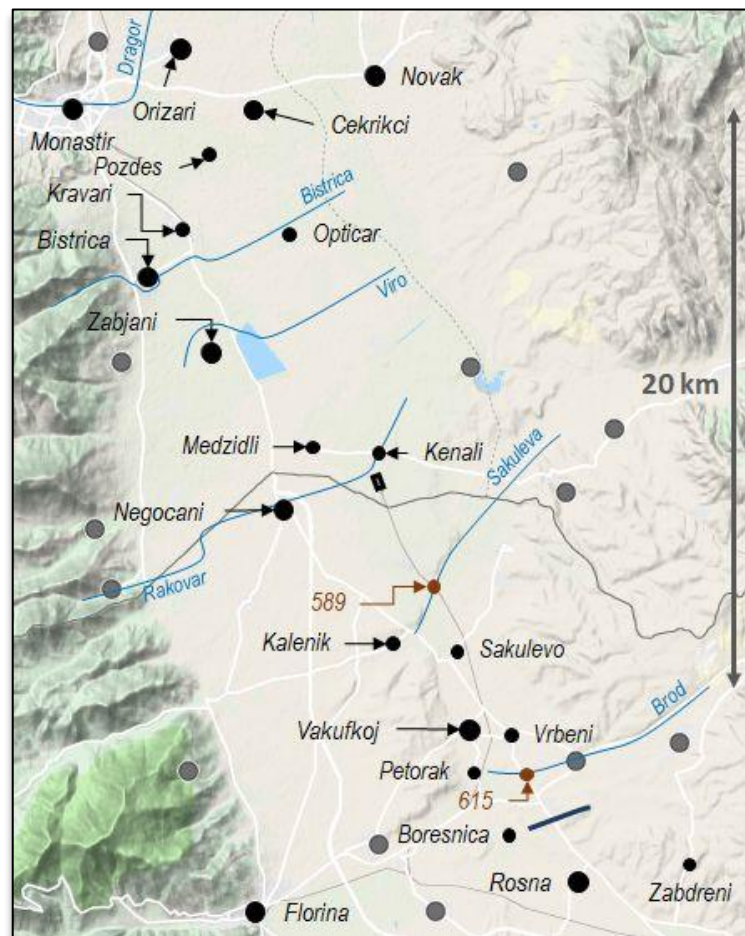 Dragor
Novak
Orizari
Cekrikci
Monastir
Pozdes
Kravari
Bistrica
Opticar
Bistrica
Viro
Zabjani
20 km
Medzidli
Kenali
Sakuleva
Negocani
Rakovar
589
Kalenik
Sakulevo
Brod
Vakufkoj
Vrbeni
Petorak
615
Boresnica
Rosna
Zabdreni
Florina